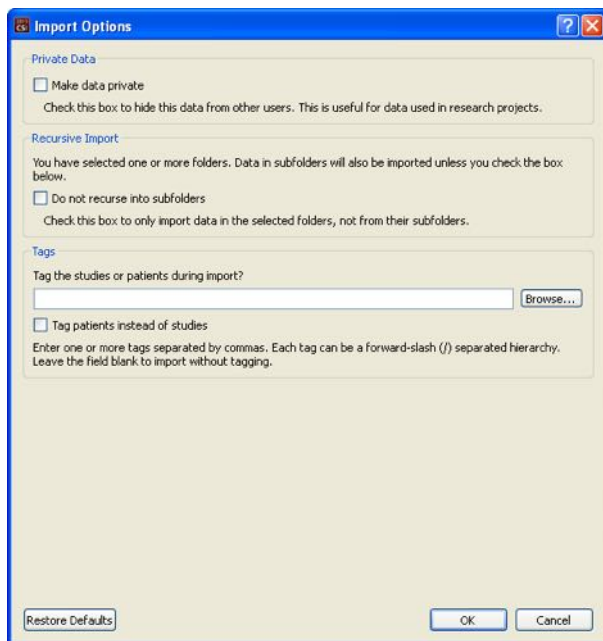 Import Options
Private Data
Make data private
Check this box to hide this data from other users. This is useful for data used in research projects.
Recursive Import
You have selected one or more folders. Data in subfolders will also be imported unless you check the box
below.
Do not recurse into subfolders
Check this box to only import data in the selected folders, not from their subfolders.
Tags
Tag the studies or patients during import?
Browse...
Tag patients instead of studies
Enter one or more tags separated by commas. Each tag can be a forward-slash (/) separated hierarchy.
Leave the field blank to import without tagging.
Restore Defaults OK Cancel